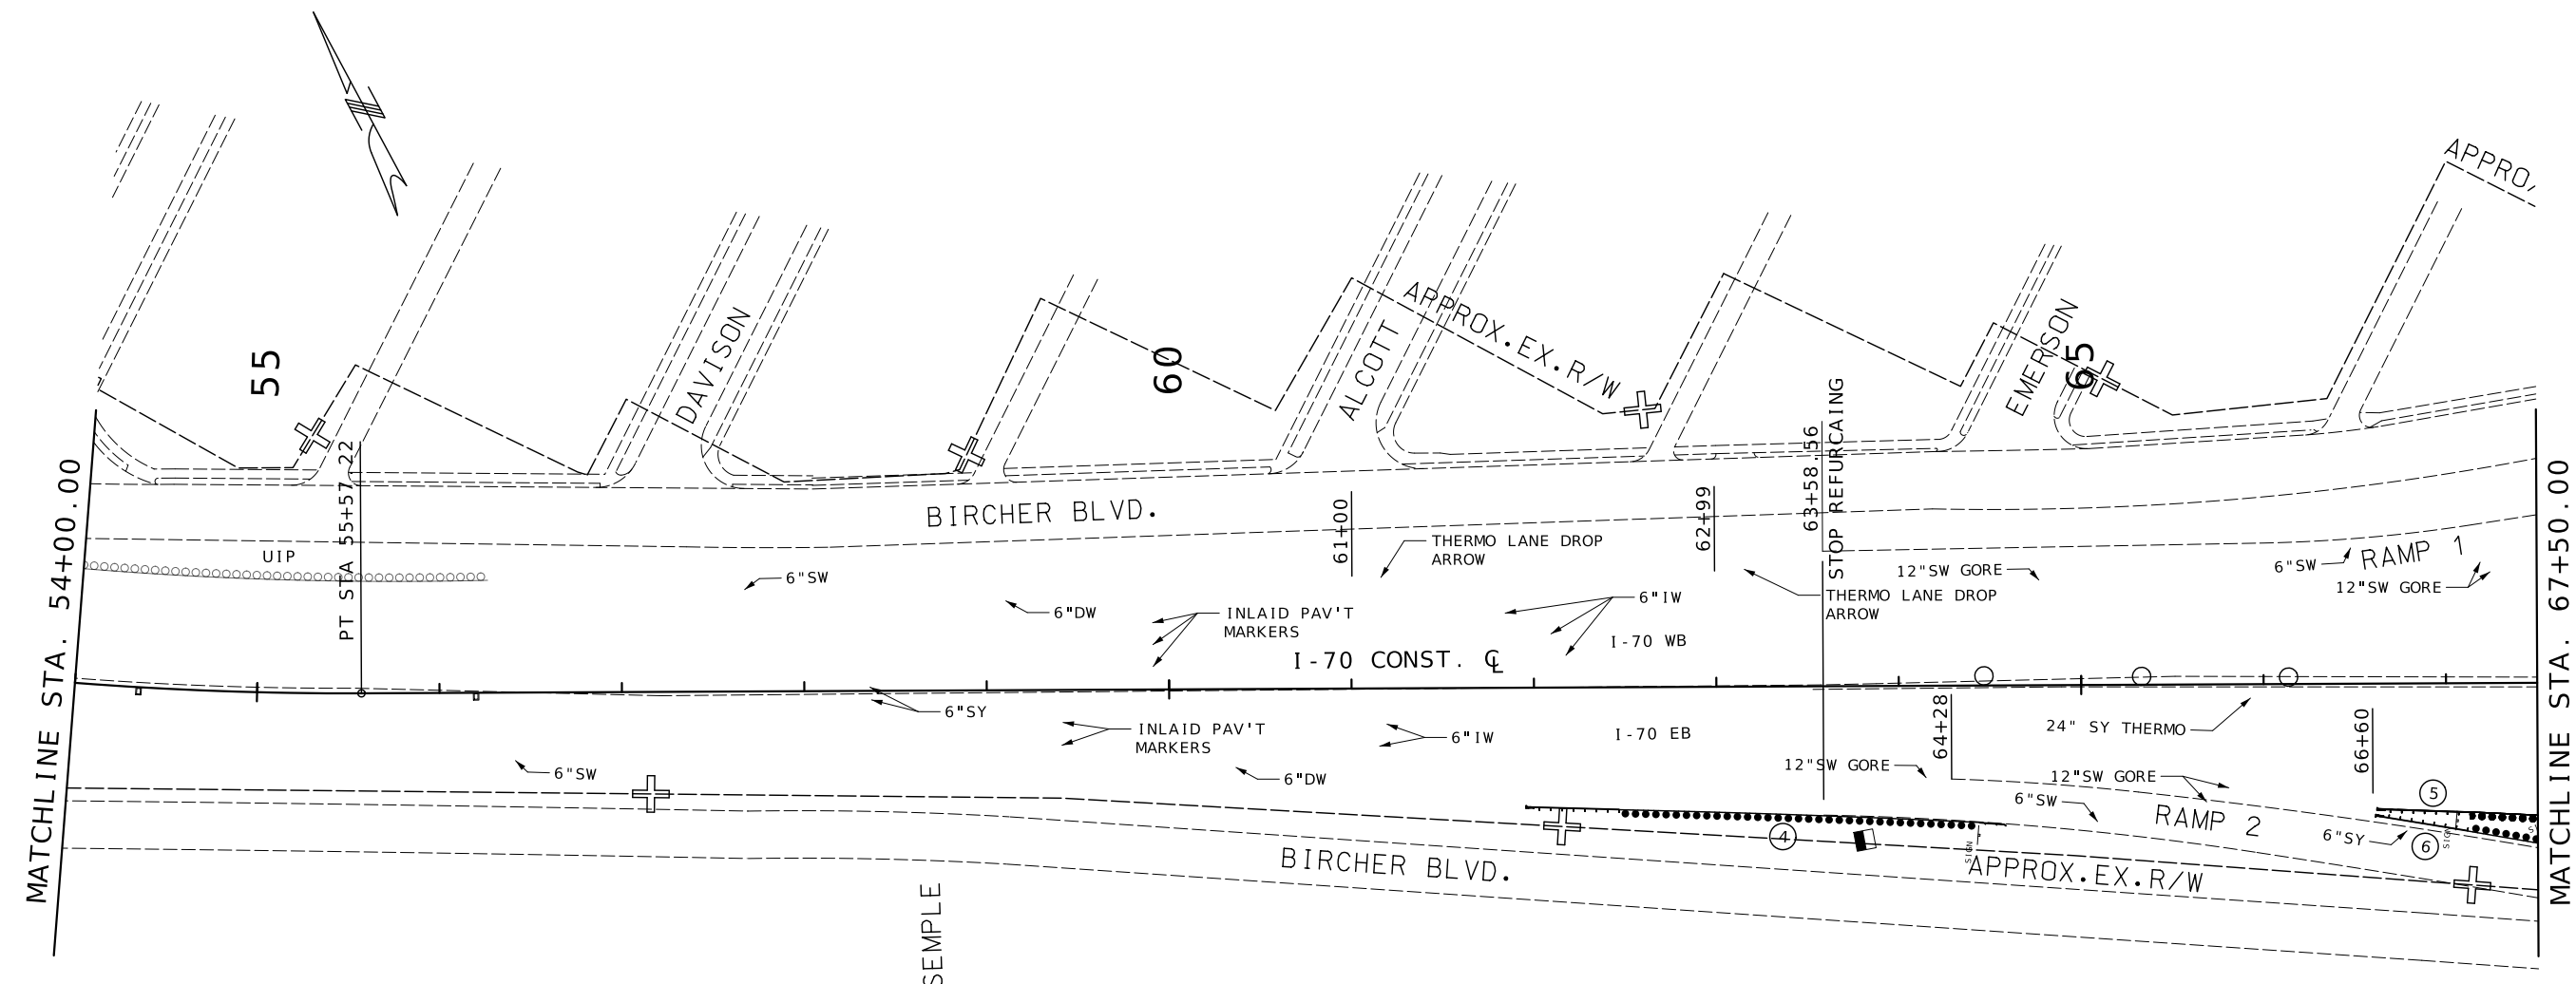 APPROX
55
60
65
DAVISON
ALCOTT
APPROX.EX.R/W
EMERSON
MATCHLINE STA. 54+00.00
PT STA 55+57.22
UIP
BIRCHER BLVD.
61+00
62+99
63+58.56
STOP REFURCAING
THERMO LANE DROP
ARROW
12"SW GORE
6"SW
RAMP 1
12"SW GORE
6"SW
6"DW
INLAID PAV'T
MARKERS
6"IW
THERMO LANE DROP
ARROW
I-70 WB
I-70 CONST. ℄
6"SY
INLAID PAV'T
MARKERS
6"IW
I-70 EB
64+28
24" SY THERMO
66+60
6"SW
6"DW
12"SW GORE
12"SW GORE
6"SW
RAMP 2
5
4
6"SY
6
SIGN
SIGN
BIRCHER BLVD.
APPROX.EX.R/W
SEMPLE
MATCHLINE STA. 67+50.00